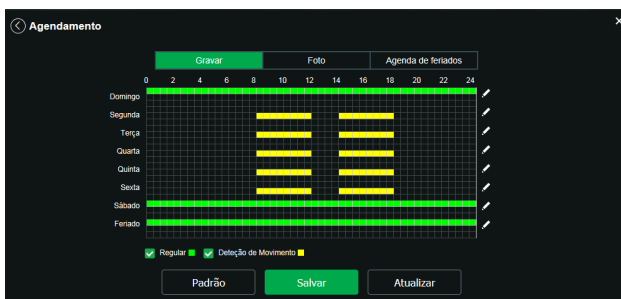 Agendamento
Gravar Foto Agenda de feriados
0 2 4 6 8 10 12 14 16 18 20 22 24
Domingo
Segunda
Terça
Quarta
Quinta
Sexta
Sábado
Feriado
Regular Deteção de Movimento
Padrão Salvar Atualizar